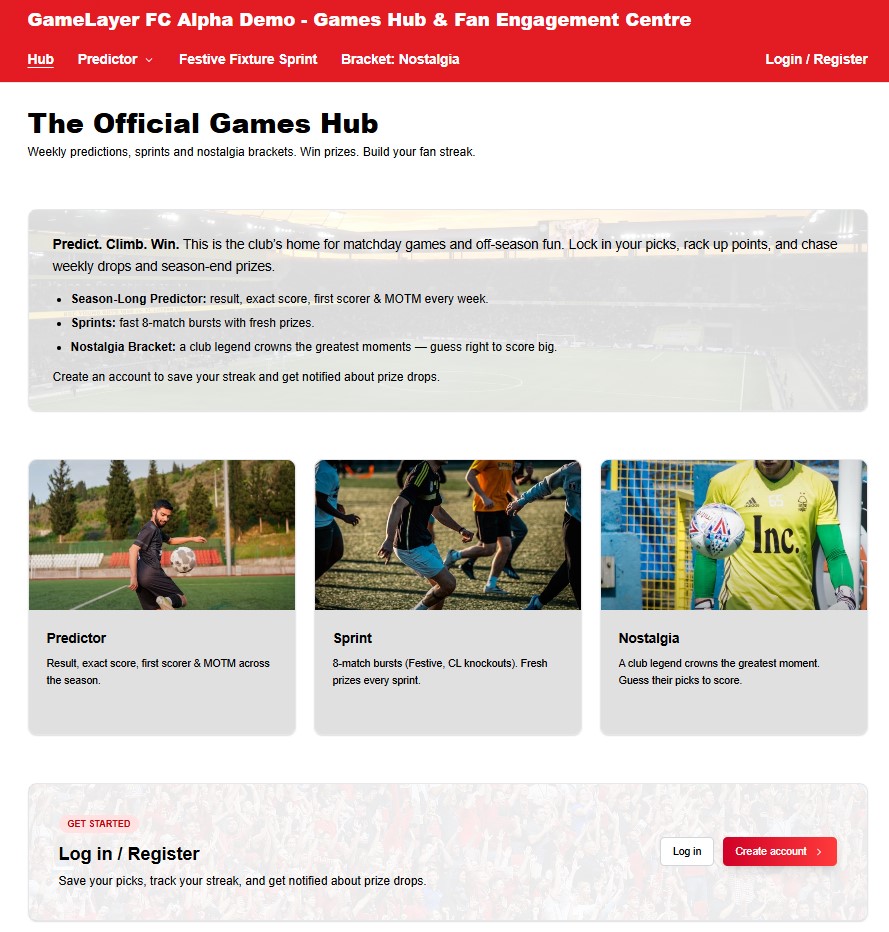 GameLayer FC Alpha Demo - Games Hub & Fan Engagement Centre
Hub Predictor Festive Fixture Sprint Bracket: Nostalgia Login / Register
The Official Games Hub
Weekly predictions, sprints and nostalgia brackets. Win prizes. Build your fan streak.
Predict. Climb. Win. This is the club's home for matchday games and off-season fun. Lock in your picks, rack up points, and chase
weekly drops and season-end prizes.
• Season-Long Predictor: result, exact score, first scorer & MOTM every week.
• Sprints: fast 8-match bursts with fresh prizes.
• Nostalgia Bracket: a club legend crowns the greatest moments — guess right to score big.
Create an account to save your streak and get notified about prize drops.
Inc.
Predictor
Result, exact score, first scorer & MOTM across
the season.
Sprint
8-match bursts (Festive, CL knockouts). Fresh
prizes every sprint.
Nostalgia
A club legend crowns the greatest moment.
Guess their picks to score.
GET STARTED
Log in / Register
Save your picks, track your streak, and get notified about prize drops.
Log in
Create account